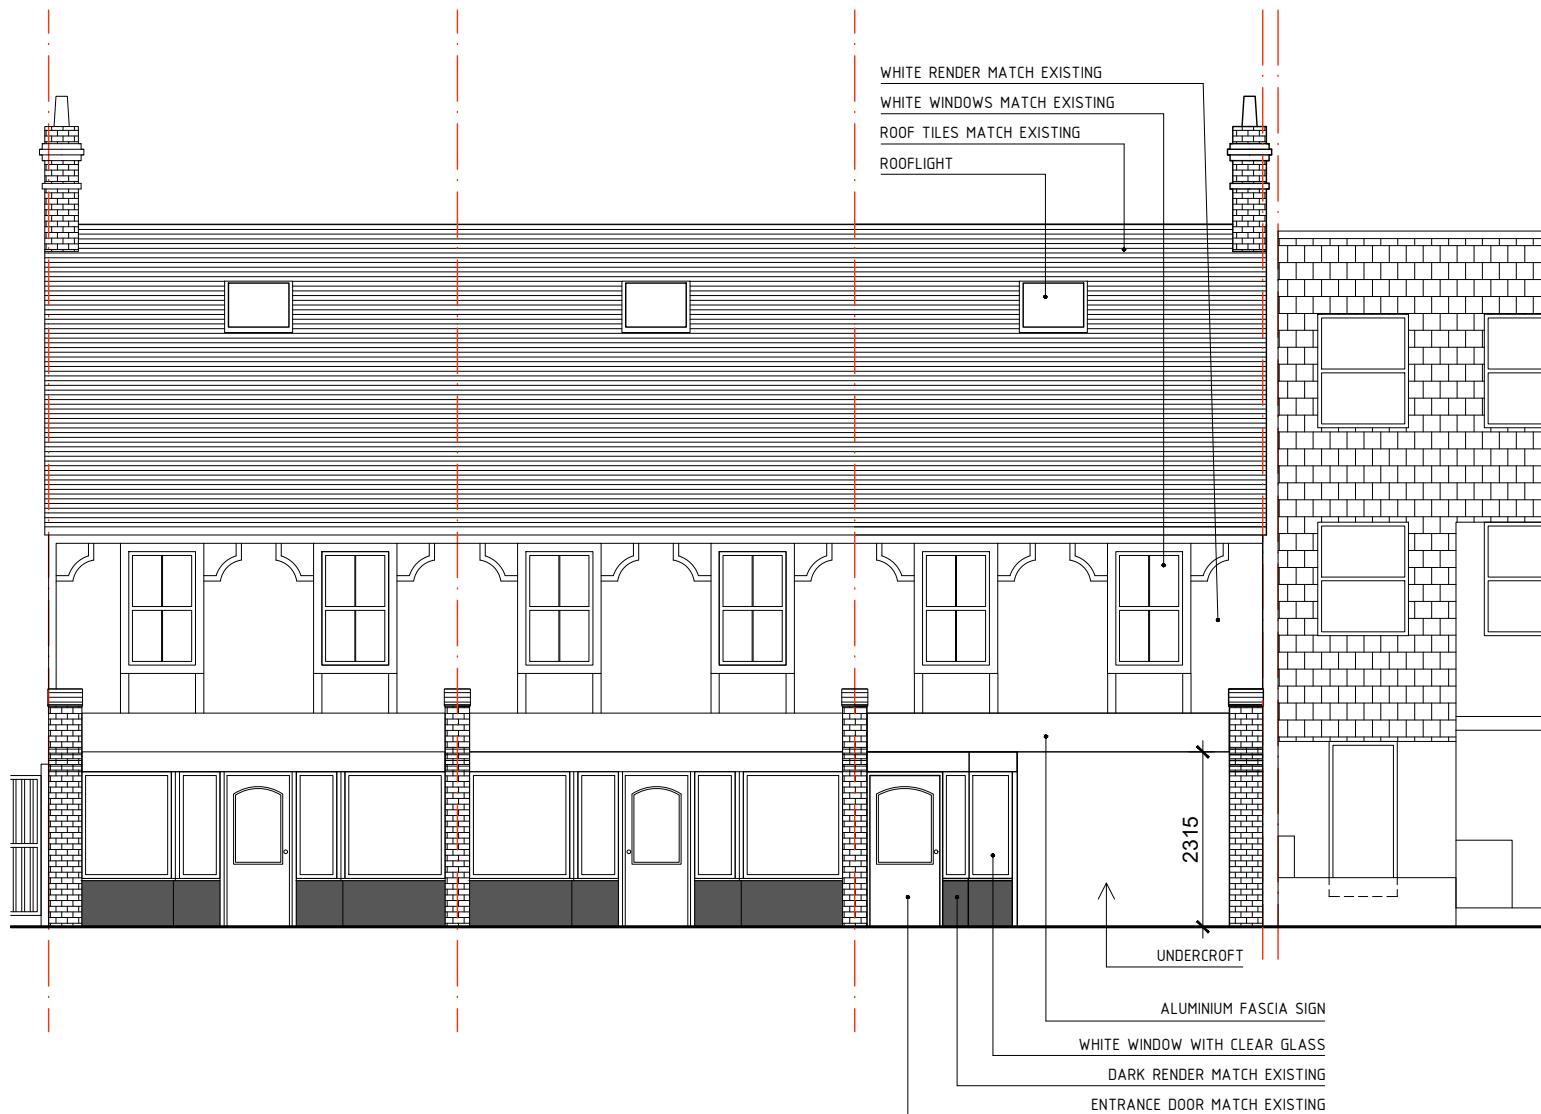 WHITE RENDER MATCH EXISTING
WHITE WINDOWS MATCH EXISTING
ROOF TILES MATCH EXISTING
ROOFLIGHT
2315
UNDERCROFT
ALUMINIUM FASCIA SIGN
WHITE WINDOW WITH CLEAR GLASS
DARK RENDER MATCH EXISTING
ENTRANCE DOOR MATCH EXISTING